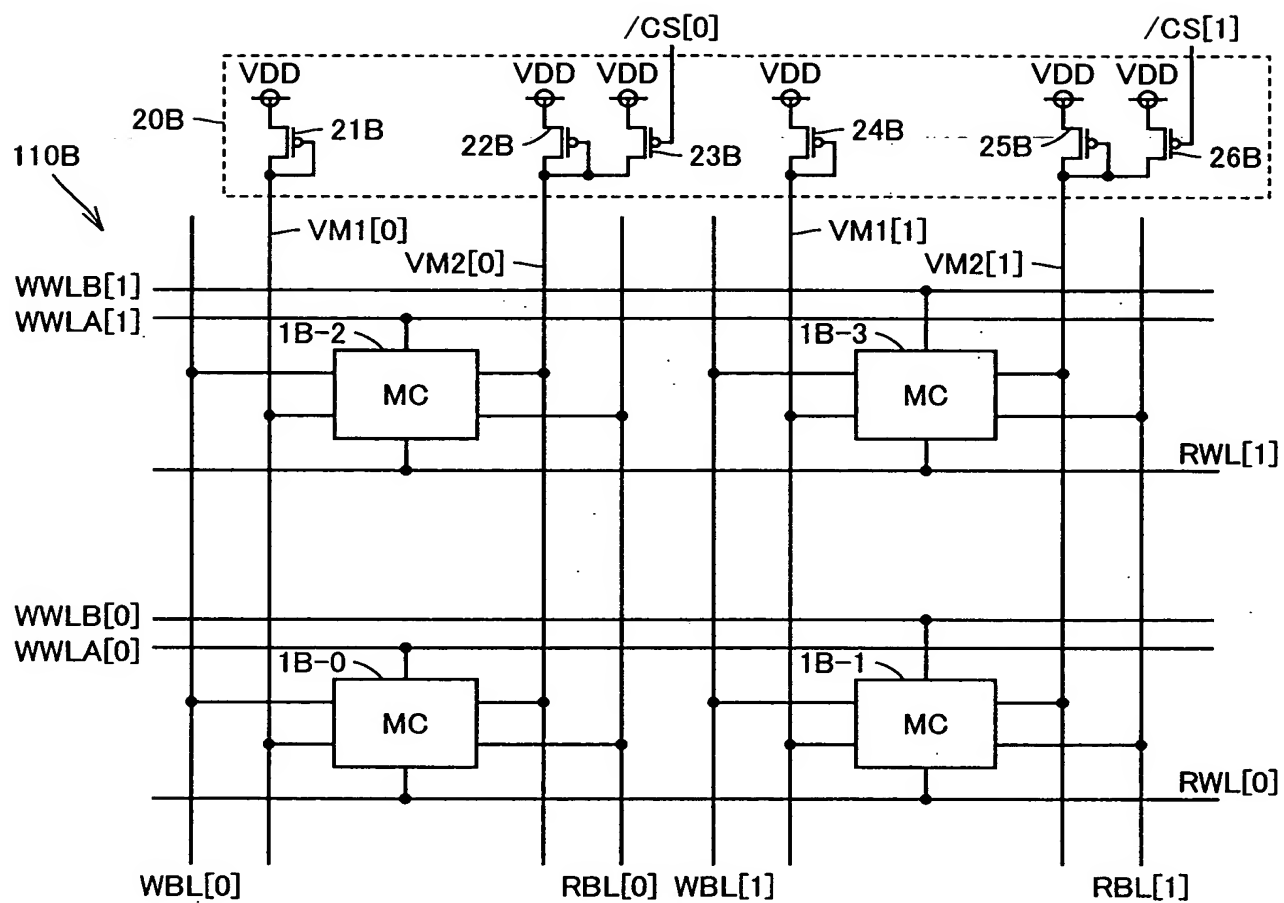 /CS[0] /CS[1]
VDD VDD VDD VDD VDD VDD
20B 21B 22B 23B 24B 25B 26B
110B
VM1[0] VM1[1]
VM2[0] VM2[1]
WWLB[1]
WWLA[1]
1B-2 1B-3
MC MC
RWL[1]
WWLB[0]
WWLA[0]
1B-0 1B-1
MC MC
RWL[0]
WBL[0] RBL[0] WBL[1] RBL[1]